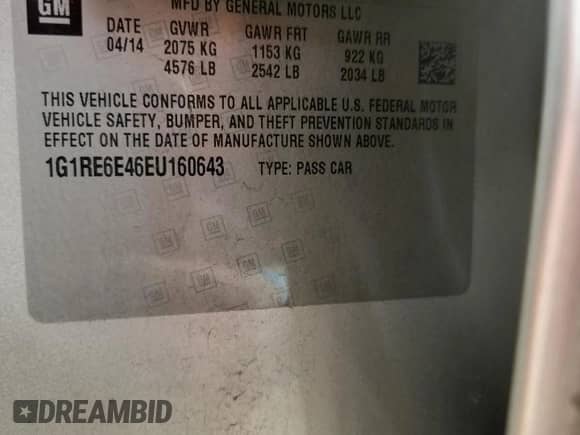 GM
MFD BY GENERAL MOTORS LLC
DATE GVWR GAWR FRT GAWR RR
04/14 2075 KG 1153 KG 922 KG
4576 LB 2542 LB 2034 LB
THIS VEHICLE CONFORMS TO ALL APPLICABLE U.S. FEDERAL MOTOR
VEHICLE SAFETY, BUMPER, AND THEFT PREVENTION STANDARDS IN
EFFECT ON THE DATE OF MANUFACTURE SHOWN ABOVE.
1G1RE6E46EU160643 TYPE: PASS CAR
DREAMBID